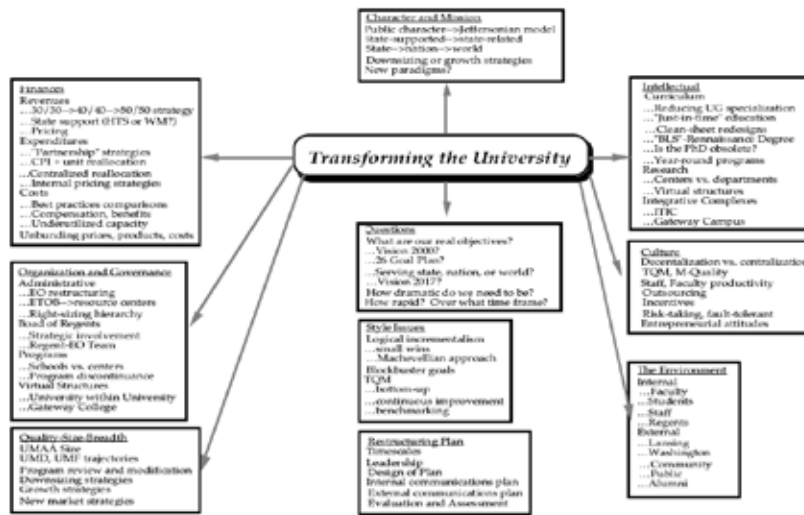 Character and Mission
Public character-->Jeffersonian model
State-supported-->state-related
State-->nation-->world
Downsizing or growth strategies
New paradigms?
Finances
Revenues
...30/30-->40/40-->50/50 strategy
...State support (HTS or WM?)
...Pricing
Expenditures
..."Partnership" strategies
...CPI + unit reallocation
...Centralized reallocation
...Internal pricing strategies
Costs
...Best practices comparisons
...Compensation, benefits
...Underutilized capacity
Unbunding prices, products, costs
Transforming the University
Intellectual
Curriculum
...Reducing UG specialization
..."Just-in-time" education
...Clean-sheet redesigns
..."BLS"-Rennaissance Degree
...Is the PhD obsolete?
...Year-round programs
Research
...Centers vs. departments
...Virtual structures
Integrative Complexes
...ITIC
...Gateway Campus
Questions
What are our real objectives?
...Vision 2000?
...26 Goal Plan?
...Serving state, nation, or world?
...Vision 2017?
How dramatic do we need to be?
How rapid? Over what time frame?
Culture
Decentalization vs. centralization
TQM, M-Quality
Staff, Faculty productivity
Outsourcing
Incentives
Risk-taking, fault-tolerant
Entrepreneurial attitudes
Organization and Governance
Administrative
...EO restructuring
...ETOB-->resource centers
...Right-sizing hierarchy
Boad of Regents
...Strategic involvement
...Regent-EO Team
Programs
...Schools vs. centers
...Program discontinuance
Virtual Structures
...University within University
...Gateway College
Style Issues
Logical incrementalism
...small wins
...Machevellian approach
Blockbuster goals
TQM
...bottom-up
...continuous improvement
...benchmarking
The Environment
Internal
...Faculty
...Students
...Staff
...Regents
External
...Lansing
...Washington
...Community
...Public
...Alumni
Quality-Size-Breadth
UMAA Size
UMD, UMF trajectories
Program review and modification
Downsizing strategies
Growth strategies
New market strategies
Restructuring Plan
Timescales
Leadership
Design of Plan
Internal communications plan
External communications plan
Evaluation and Assessment